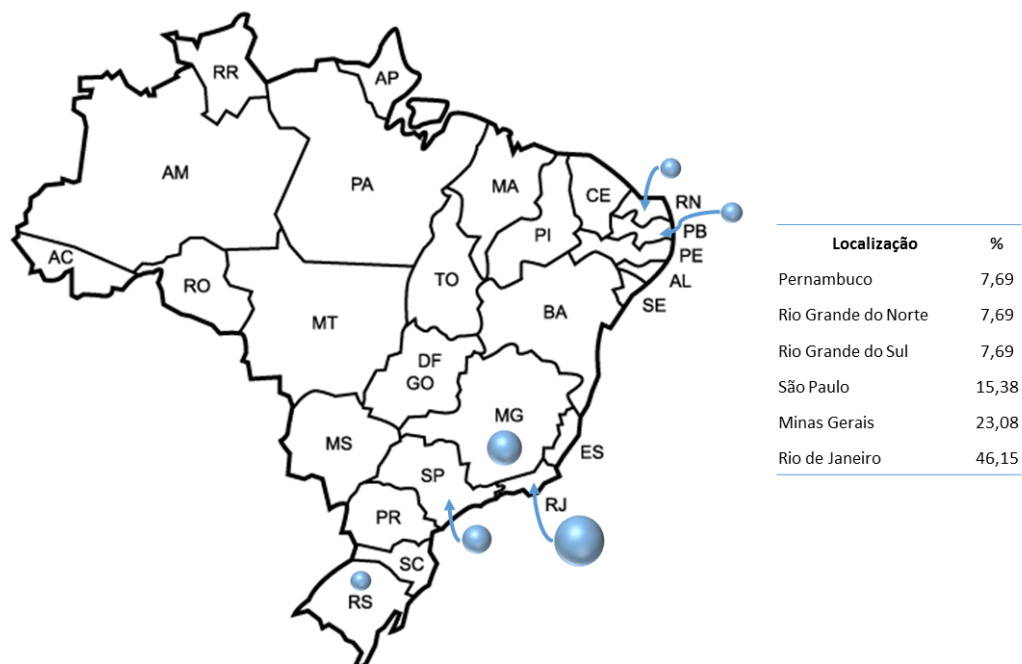 RR
AP
AM
PA
MA
CE
RN
PI
PB
PE
AC
TO
AL
RO
SE
BA
MT
DF
GO
MG
MS
ES
SP
RJ
PR
SC
RS
Localização %
Pernambuco 7,69
Rio Grande do Norte 7,69
Rio Grande do Sul 7,69
São Paulo 15,38
Minas Gerais 23,08
Rio de Janeiro 46,15